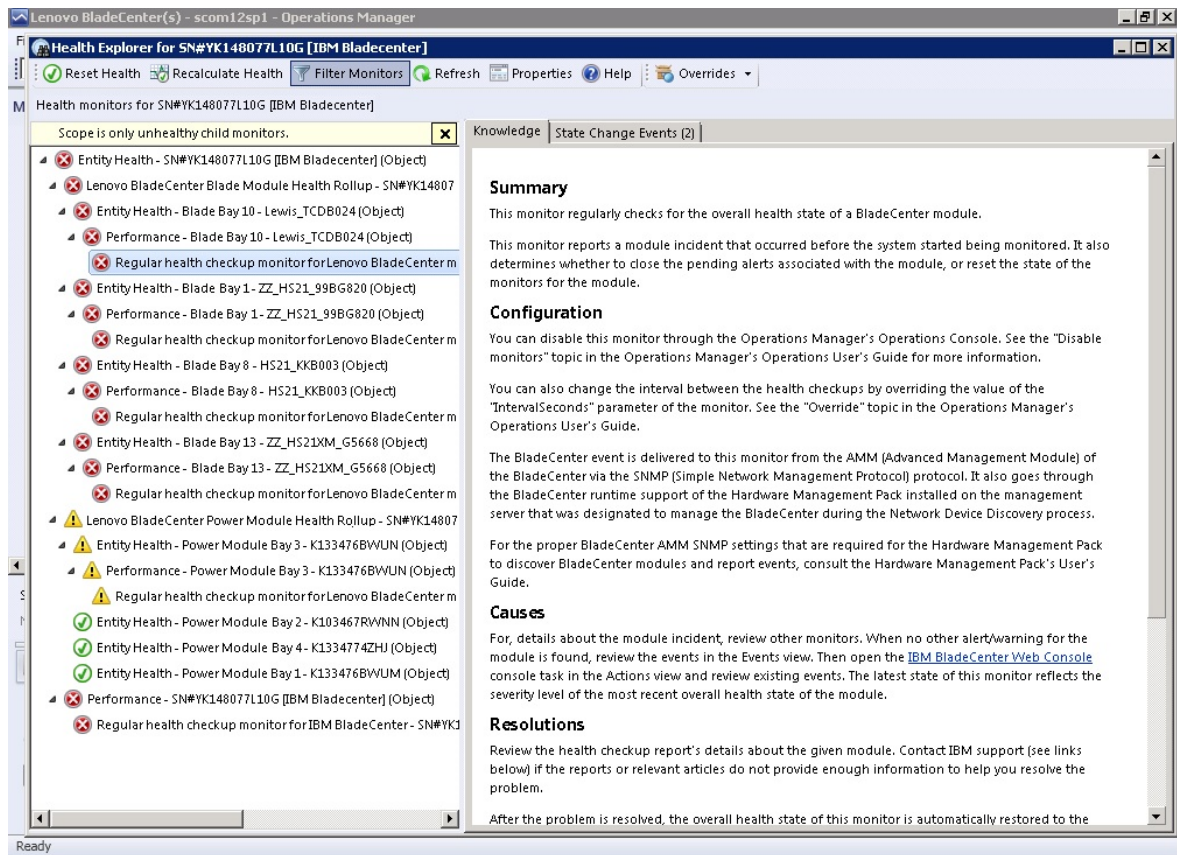 Lenovo BladeCenter(s) - scom12sp1 - Operations Manager
Health Explorer for SN#YK148077L10G [IBM Bladecenter]
Reset Health Recalculate Health Filter Monitors Refresh Properties Help Overrides
Health monitors for SN#YK148077L10G [IBM Bladecenter]
Scope is only unhealthy child monitors.
Entity Health - SN#YK148077L10G [IBM Bladecenter] (Object)
Lenovo BladeCenter Blade Module Health Rollup - SN#YK14807
Entity Health - Blade Bay 10 - Lewis_TCDB024 (Object)
Performance - Blade Bay 10 - Lewis_TCDB024 (Object)
Regular health checkup monitor for Lenovo BladeCenter m
Entity Health - Blade Bay 1 - ZZ_HS21_99BG820 (Object)
Performance - Blade Bay 1 - ZZ_HS21_99BG820 (Object)
Regular health checkup monitor for Lenovo BladeCenter m
Entity Health - Blade Bay 8 - HS21_KKB003 (Object)
Performance - Blade Bay 8 - HS21_KKB003 (Object)
Regular health checkup monitor for Lenovo BladeCenter m
Entity Health - Blade Bay 13 - ZZ_HS21XM_G5668 (Object)
Performance - Blade Bay 13 - ZZ_HS21XM_G5668 (Object)
Regular health checkup monitor for Lenovo BladeCenter m
Lenovo BladeCenter Power Module Health Rollup - SN#YK14807
Entity Health - Power Module Bay 3 - K133476BWUN (Object)
Performance - Power Module Bay 3 - K133476BWUN (Object)
Regular health checkup monitor for Lenovo BladeCenter m
Entity Health - Power Module Bay 2 - K103467RWNN (Object)
Entity Health - Power Module Bay 4 - K1334774ZHJ (Object)
Entity Health - Power Module Bay 1 - K133476BWUM (Object)
Performance - SN#YK148077L10G [IBM Bladecenter] (Object)
Regular health checkup monitor for IBM BladeCenter - SN#YK1
Knowledge
State Change Events (2)
Summary
This monitor regularly checks for the overall health state of a BladeCenter module.
This monitor reports a module incident that occurred before the system started being monitored. It also
determines whether to close the pending alerts associated with the module, or reset the state of the
monitors for the module.
Configuration
You can disable this monitor through the Operations Manager's Operations Console. See the "Disable
monitors" topic in the Operations Manager's Operations User's Guide for more information.
You can also change the interval between the health checkups by overriding the value of the
"IntervalSeconds" parameter of the monitor. See the "Override" topic in the Operations Manager's
Operations User's Guide.
The BladeCenter event is delivered to this monitor from the AMM (Advanced Management Module) of
the BladeCenter via the SNMP (Simple Network Management Protocol) protocol. It also goes through
the BladeCenter runtime support of the Hardware Management Pack installed on the management
server that was designated to manage the BladeCenter during the Network Device Discovery process.
For the proper BladeCenter AMM SNMP settings that are required for the Hardware Management Pack
to discover BladeCenter modules and report events, consult the Hardware Management Pack's User's
Guide.
Causes
For, details about the module incident, review other monitors. When no other alert/warning for the
module is found, review the events in the Events view. Then open the IBM BladeCenter Web Console
console task in the Actions view and review existing events. The latest state of this monitor reflects the
severity level of the most recent overall health state of the module.
Resolutions
Review the health checkup report's details about the given module. Contact IBM support (see links
below) if the reports or relevant articles do not provide enough information to help you resolve the
problem.
After the problem is resolved, the overall health state of this monitor is automatically restored to the
Ready